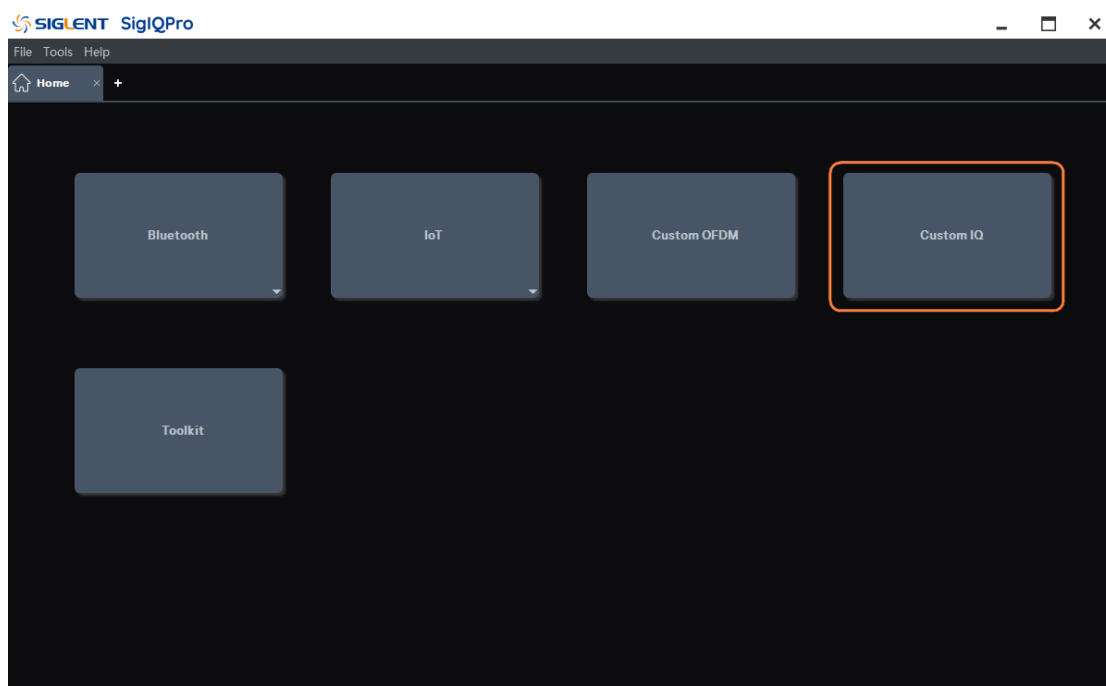 SIGLENT SigIQPro
File Tools Help
Home × +
Bluetooth
IoT
Custom OFDM
Custom IQ
Toolkit